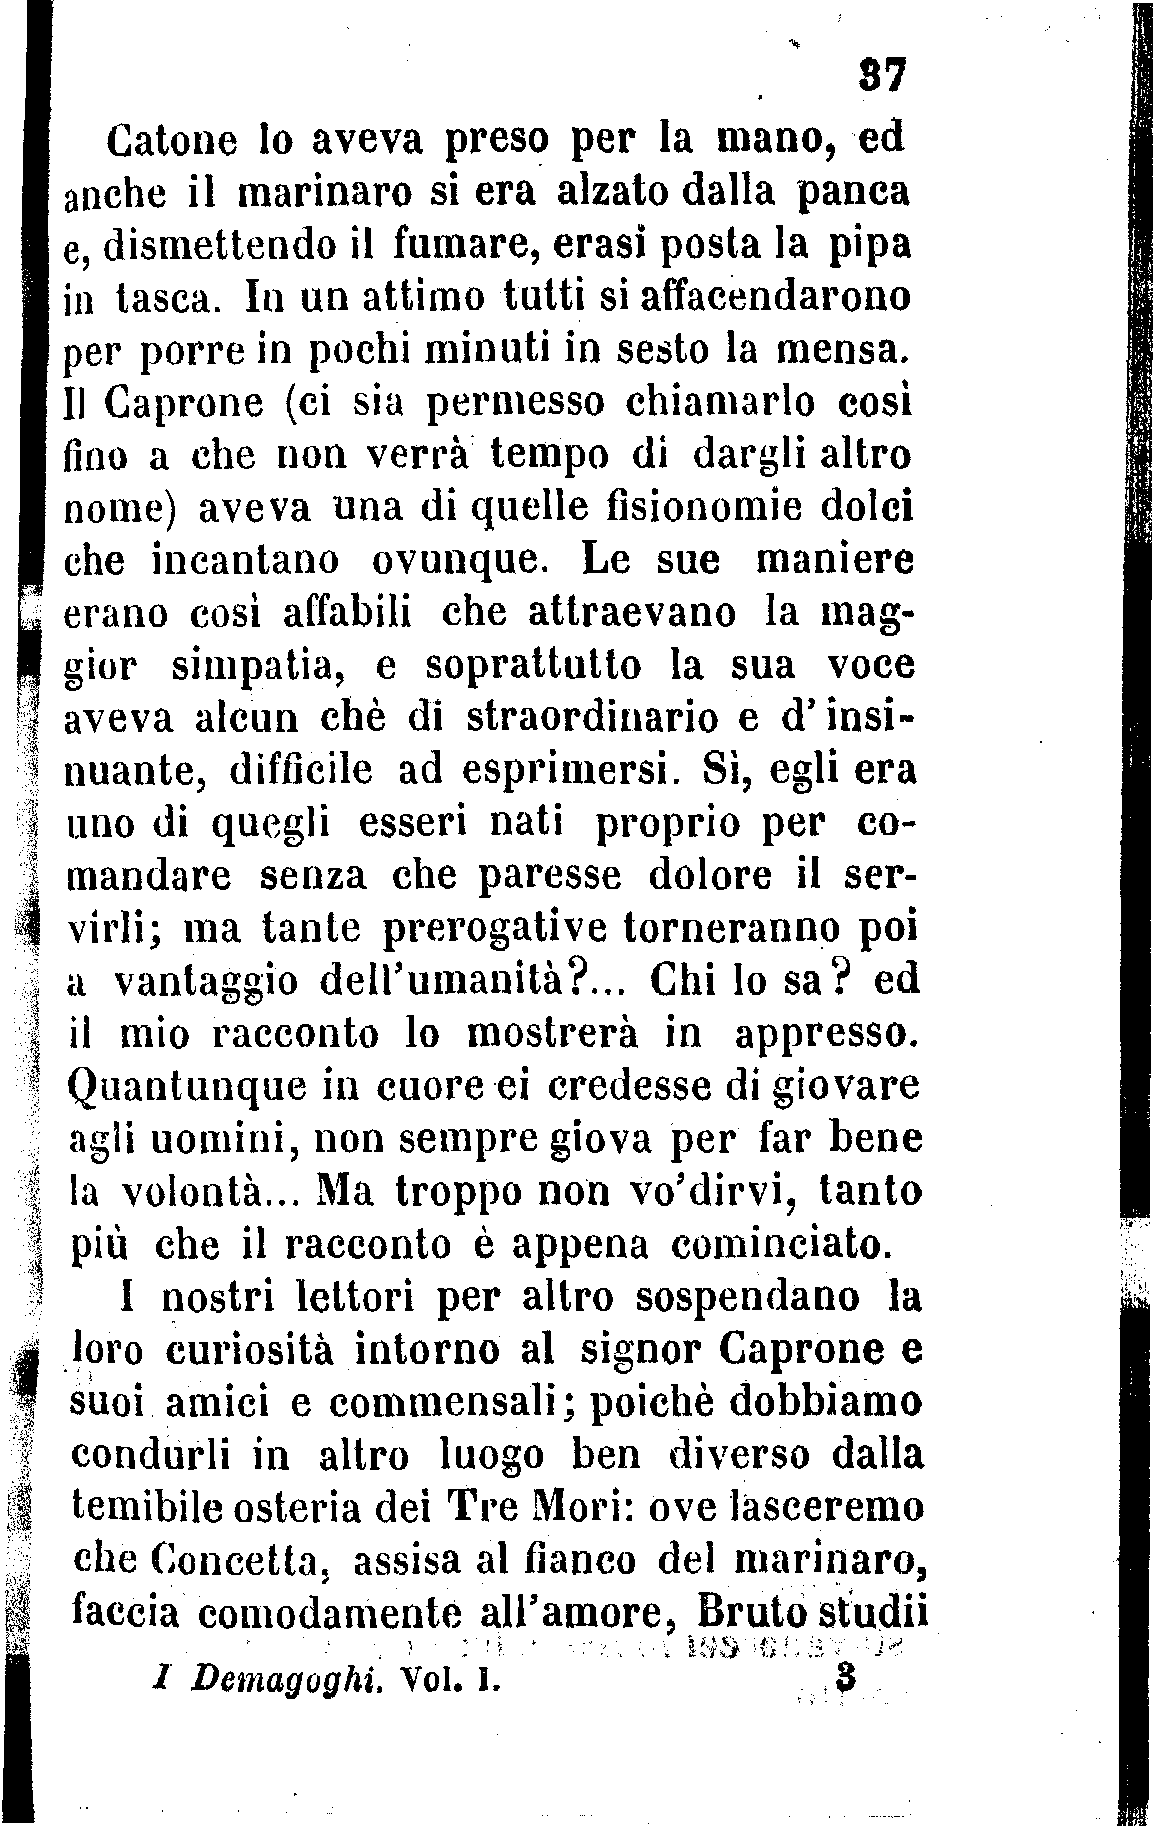 37
Catone lo aveva preso per la mano, ed
anche il marinaro si era alzato dalla panca
e, dismettendo il fumare, erasi posta la pipa
in tasca. In un attimo tutti si affacendarono
per porre in pochi minuti in sesto la mensa.
Il Caprone (ci sia permesso chiamarlo così
fino a che non verrà tempo di dargli altro
nome) aveva una di quelle fisionomie dolci
che incantano ovunque. Le sue maniere
erano così affabili che attraevano la mag-
gior simpatia, e soprattutto la sua voce
aveva alcun chè di straordinario e d'insi-
nuante, difficile ad esprimersi. Sì, egli era
uno di quegli esseri nati proprio per co-
mandare senza che paresse dolore il ser-
virli; ma tante prerogative torneranno poi
a vantaggio dell'umanità?... Chi lo sa? ed
il mio racconto lo mostrerà in appresso.
Quantunque in cuore ei credesse di giovare
agli uomini, non sempre giova per far bene
la volontà... Ma troppo non vo'dirvi, tanto
più che il racconto è appena cominciato.
I nostri lettori per altro sospendano la
loro curiosità intorno al signor Caprone e
suoi amici e commensali; poichè dobbiamo
condurli in altro luogo ben diverso dalla
temibile osteria dei Tre Mori: ove lasceremo
che Concetta, assisa al fianco del marinaro,
faccia comodamente all'amore, Bruto studii
I Demagoghi. Vol. I. 3